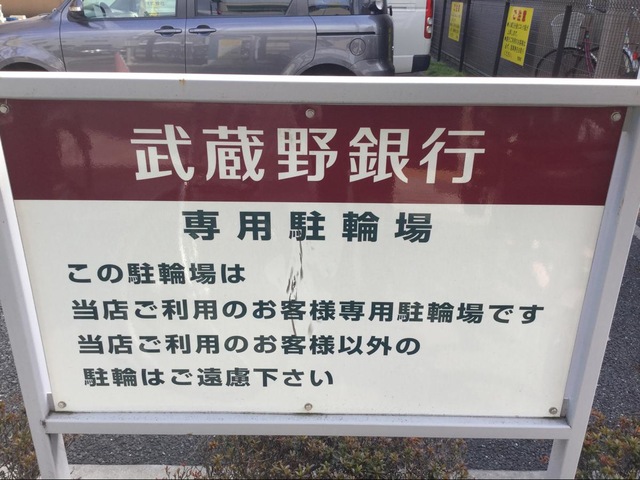 武蔵野銀行
専用駐輪場
この駐輪場は
当店ご利用のお客様専用駐輪場です
当店ご利用のお客様以外の
駐輪はご遠慮下さい